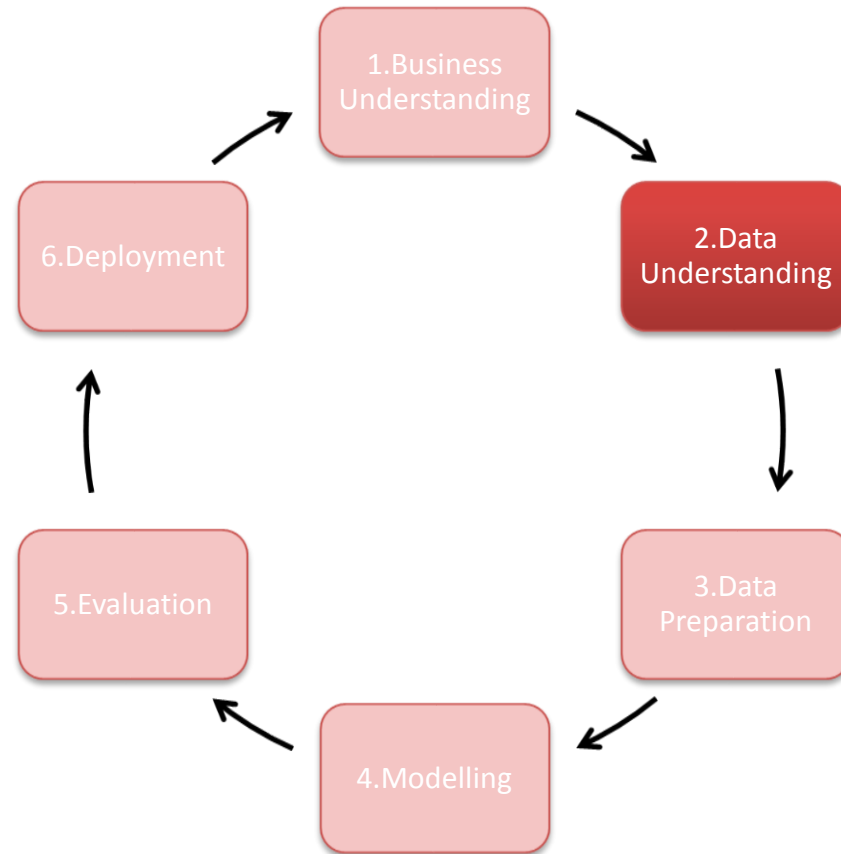 1.Business
Understanding
2.Data
Understanding
3.Data
Preparation
4.Modelling
5.Evaluation
6.Deployment